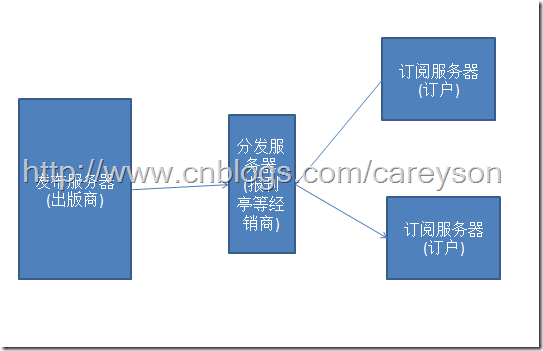 发布服务器
(出版商)
分发服
务器
(报刊
亭等经
销商)
订阅服务器
(订户)
订阅服务器
(订户)
http://www.cnblogs.com/careyson